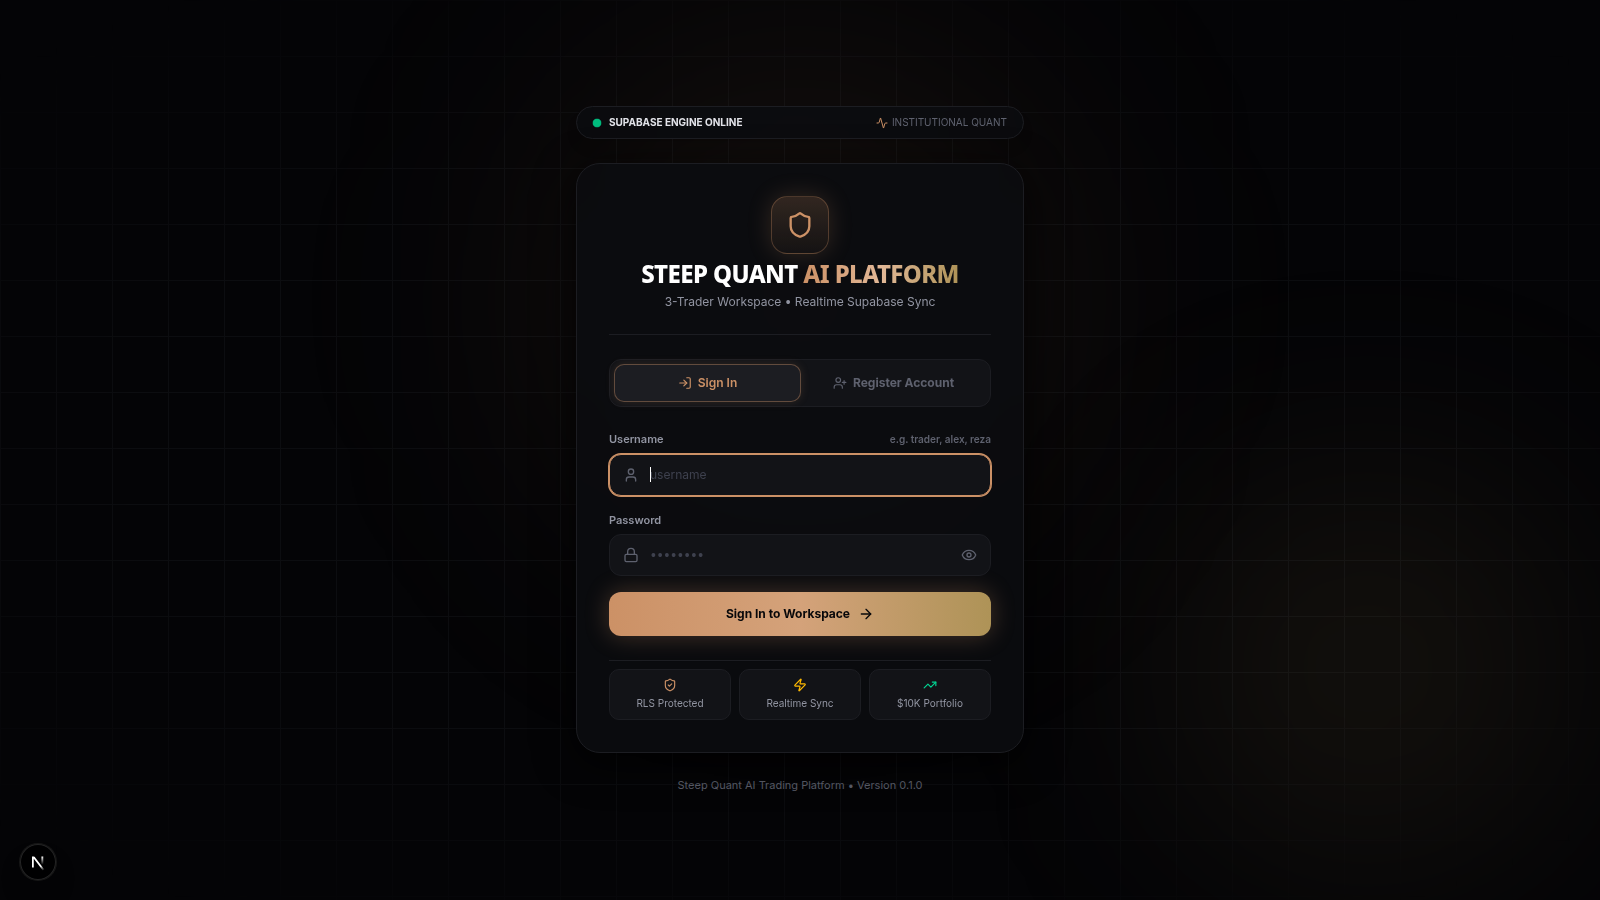 SUPABASE ENGINE ONLINE INSTITUTIONAL QUANT
STEEP QUANT AI PLATFORM
3-Trader Workspace • Realtime Supabase Sync
Sign In Register Account
Username e.g. trader, alex, reza
username
Password
••••••••
Sign In to Workspace →
RLS Protected Realtime Sync $10K Portfolio
Steep Quant AI Trading Platform • Version 0.1.0
N